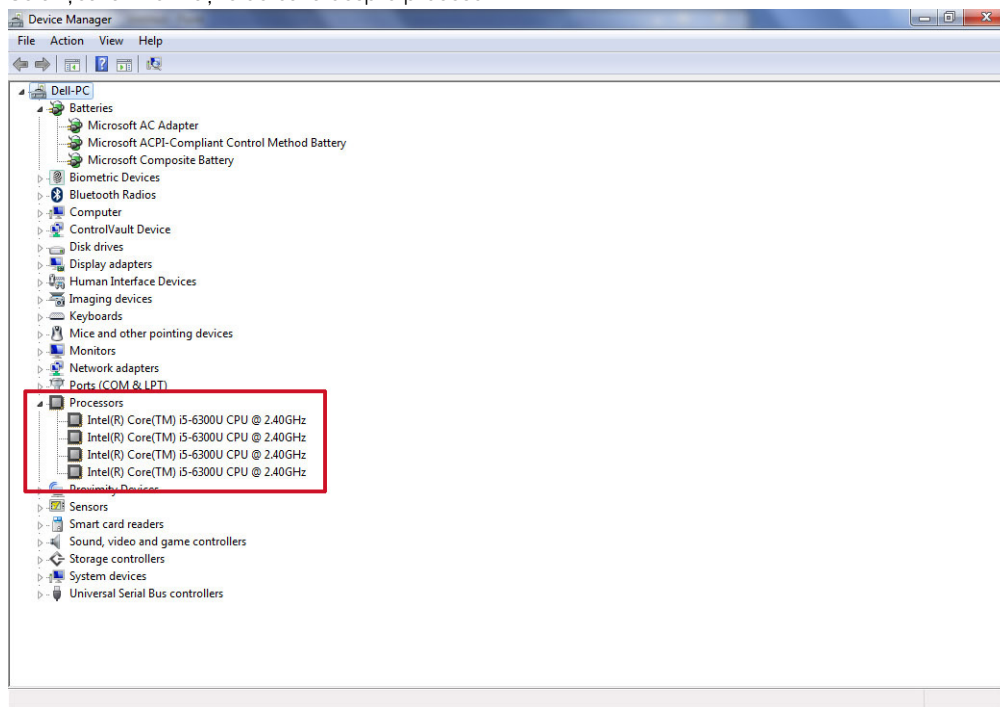 Device Manager
File Action View Help
Dell-PC
Batteries
Microsoft AC Adapter
Microsoft ACPI-Compliant Control Method Battery
Microsoft Composite Battery
Biometric Devices
Bluetooth Radios
Computer
ControlVault Device
Disk drives
Display adapters
Human Interface Devices
Imaging devices
Keyboards
Mice and other pointing devices
Monitors
Network adapters
Ports (COM & LPT)
Processors
Intel(R) Core(TM) i5-6300U CPU @ 2.40GHz
Intel(R) Core(TM) i5-6300U CPU @ 2.40GHz
Intel(R) Core(TM) i5-6300U CPU @ 2.40GHz
Intel(R) Core(TM) i5-6300U CPU @ 2.40GHz
Proximity Devices
Sensors
Smart card readers
Sound, video and game controllers
Storage controllers
System devices
Universal Serial Bus controllers